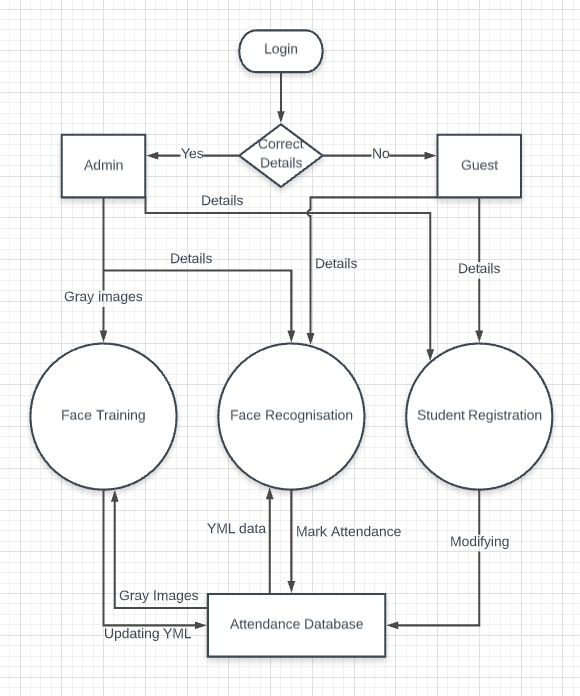 Login
Correct
Details
Yes
No
Admin
Guest
Details
Details
Details
Details
Gray images
Face Training
Face Recognisation
Student Registration
YML data
Mark Attendance
Modifying
Gray Images
Attendance Database
Updating YML